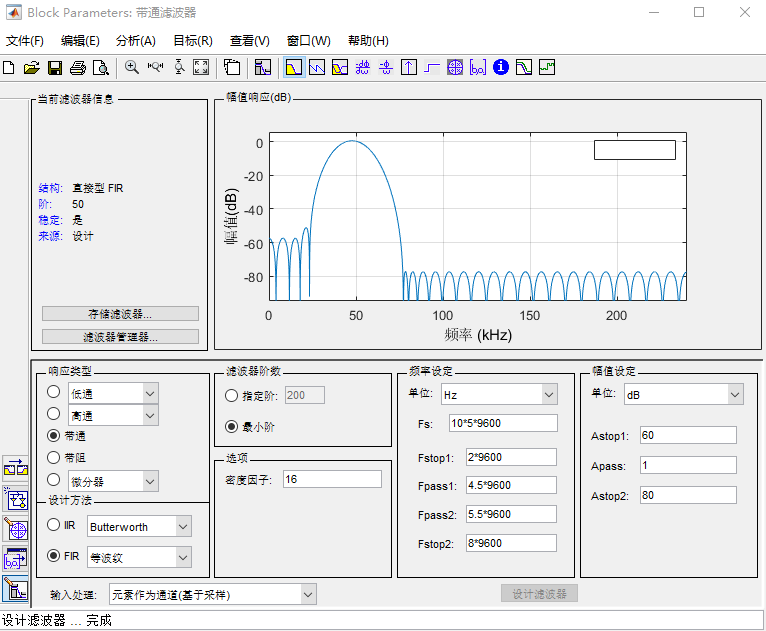 Block Parameters: 带通滤波器
文件(F) 编辑(E) 分析(A) 目标(R) 查看(V) 窗口(W) 帮助(H)
当前滤波器信息
结构: 直接型 FIR
阶: 50
稳定: 是
来源: 设计
存储滤波器...
滤波器管理器...
幅值响应(dB)
幅值(dB)
0
-20
-40
-60
-80
0 50 100 150 200
频率 (kHz)
响应类型
低通
高通
带通
带阻
微分器
设计方法
IIR Butterworth
FIR 等波纹
滤波器阶数
指定阶: 200
最小阶
选项
密度因子: 16
频率设定
单位: Hz
Fs: 10*5*9600
Fstop1: 2*9600
Fpass1: 4.5*9600
Fpass2: 5.5*9600
Fstop2: 8*9600
幅值设定
单位: dB
Astop1: 60
Apass: 1
Astop2: 80
输入处理: 元素作为通道(基于采样)
设计滤波器
设计滤波器 ... 完成